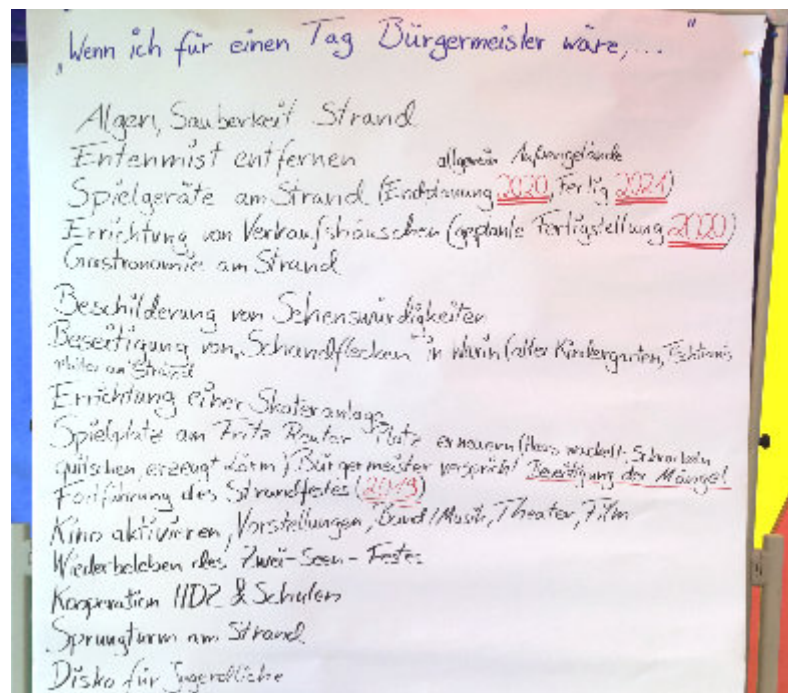 „Wenn ich für einen Tag Bürgermeister wäre,..."
Algen, Sauberkeit Strand
Entenmist entfernen allgemein Außengelände
Spielgeräte am Strand (Endstauung 2020, Fertig 2021)
Errichtung von Verkaufshäuschen (geplante Fertigstellung 2020)
Gastronomie am Strand
Beschilderung von Sehenswürdigkeiten
Beseitigung von „Schandflecken" in Warin (alter Kindergarten, Tischtennis
am Strand
Errichtung einer Skateranlage
Spielplatz am Fritz Reuter Platz erneuern (Haus wackelt, Schrauben
quitschen, erzeugt Lärm) Bürgermeister verspricht Beseitigung der Mängel
Fortführung des Strandfestes (2019)
Kino aktivieren, Vorstellungen, Band/Musik, Theater, Film
Wiederbeleben des Zwei-Seen-Festes
Kooperation HDZ & Schulen
Sprungturm am Strand
Disko für Jugendliche